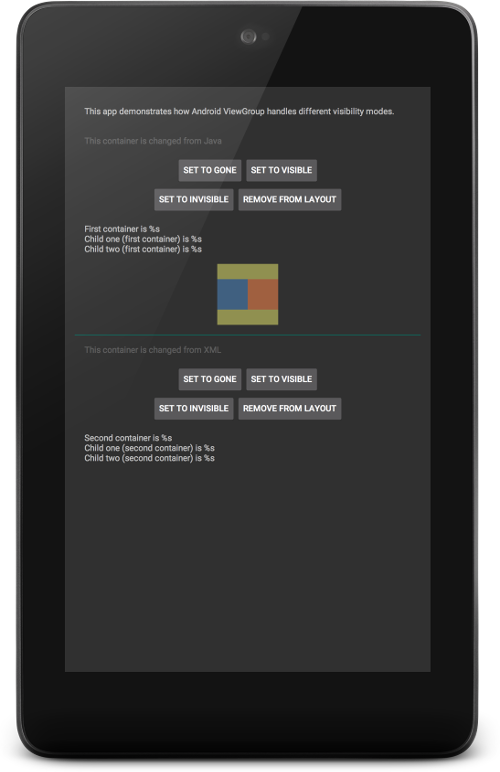 This app demonstrates how Android ViewGroup handles different visibility modes.
This container is changed from Java
SET TO GONE SET TO VISIBLE
SET TO INVISIBLE REMOVE FROM LAYOUT
First container is %s
Child one (first container) is %s
Child two (first container) is %s
This container is changed from XML
SET TO GONE SET TO VISIBLE
SET TO INVISIBLE REMOVE FROM LAYOUT
Second container is %s
Child one (second container) is %s
Child two (second container) is %s